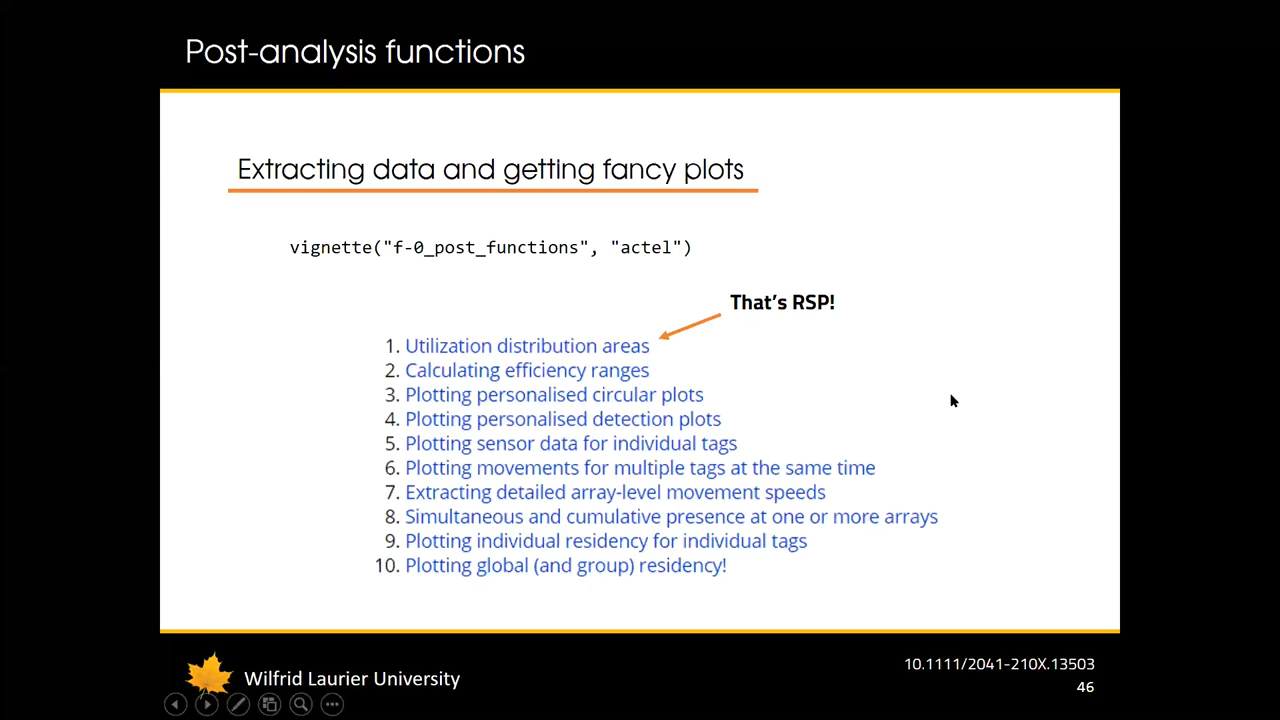 Post-analysis functions
Extracting data and getting fancy plots
vignette("f-0_post_functions", "actel")
That's RSP!
1. Utilization distribution areas
2. Calculating efficiency ranges
3. Plotting personalised circular plots
4. Plotting personalised detection plots
5. Plotting sensor data for individual tags
6. Plotting movements for multiple tags at the same time
7. Extracting detailed array-level movement speeds
8. Simultaneous and cumulative presence at one or more arrays
9. Plotting individual residency for individual tags
10. Plotting global (and group) residency!
Wilfrid Laurier University
10.1111/2041-210X.13503
46